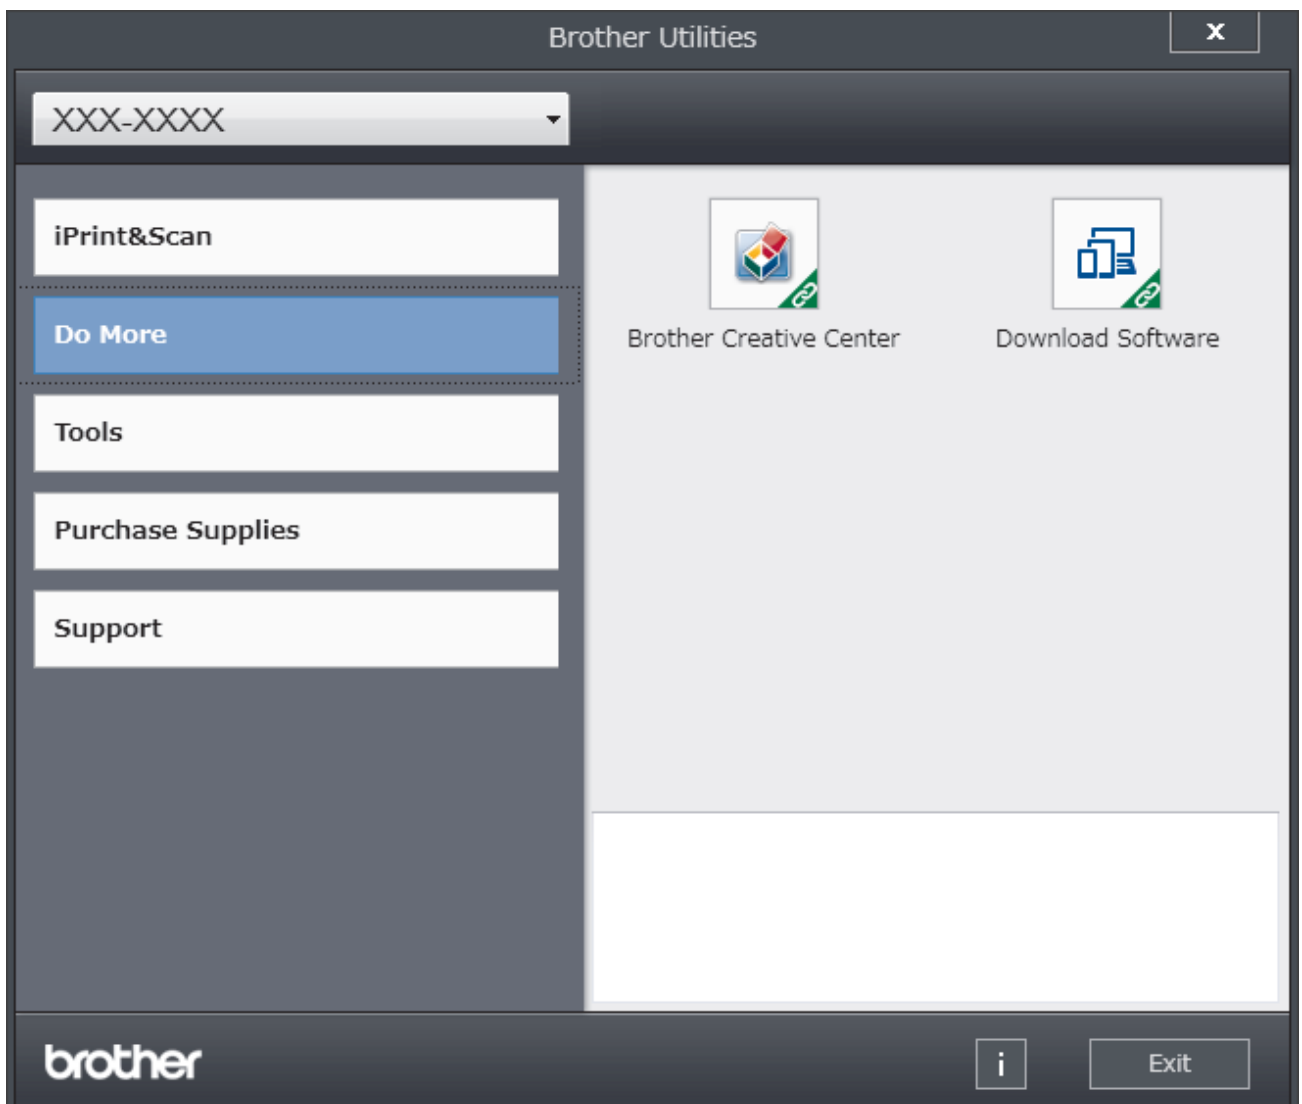 Brother Utilities
X
XXX-XXXX
iPrint&Scan
Do More
Tools
Purchase Supplies
Support
Brother Creative Center
Download Software
brother
i
Exit